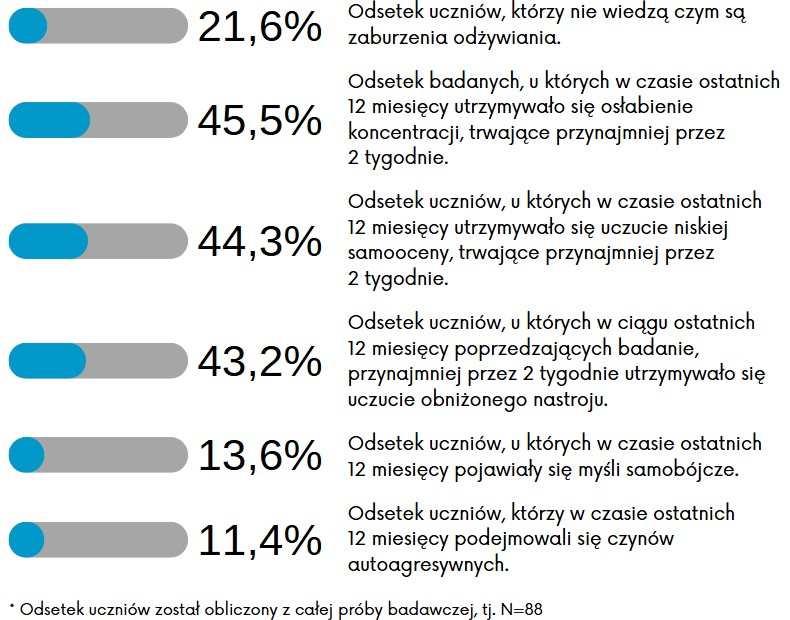 21,6%
Odsetek uczniów, którzy nie wiedzą czym są
zaburzenia odżywiania.
45,5%
Odsetek badanych, u których w czasie ostatnich
12 miesięcy utrzymywało się osłabienie
koncentracji, trwające przynajmniej przez
2 tygodnie.
44,3%
Odsetek uczniów, u których w czasie ostatnich
12 miesięcy utrzymywało się uczucie niskiej
samooceny, trwające przynajmniej przez
2 tygodnie.
43,2%
Odsetek uczniów, u których w ciągu ostatnich
12 miesięcy poprzedzających badanie,
przynajmniej przez 2 tygodnie utrzymywało się
uczucie obniżonego nastroju.
13,6%
Odsetek uczniów, u których w czasie ostatnich
12 miesięcy pojawiały się myśli samobójcze.
11,4%
Odsetek uczniów, którzy w czasie ostatnich
12 miesięcy podejmowali się czynów
autoagresywnych.
* Odsetek uczniów został obliczony z całej próby badawczej, tj. N=88